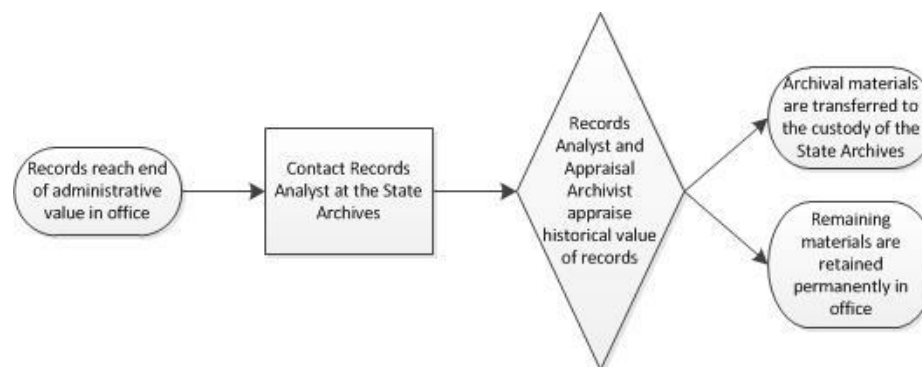 Records reach end
of administrative
value in office
Contact Records
Analyst at the State
Archives
Records
Analyst and
Appraisal
Archivist
appraise
historical value
of records
Archival materials
are transferred to
the custody of the
State Archives
Remaining
materials are
retained
permanently in
office